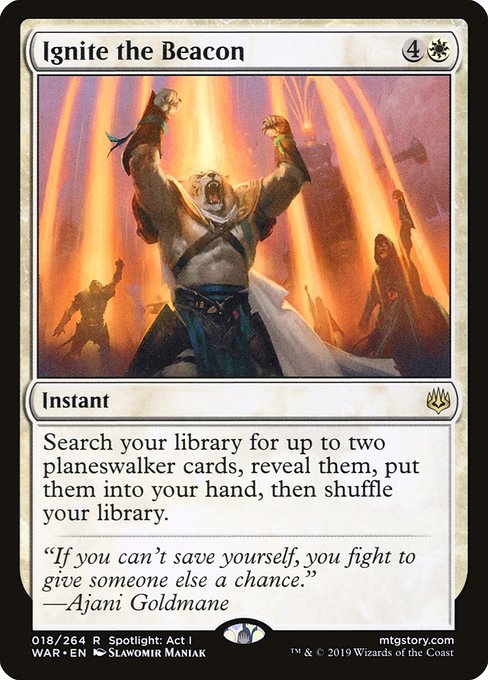 Ignite the Beacon 4
Instant
Search your library for up to two
planeswalker cards, reveal them, put
them into your hand, then shuffle
your library.
“If you can’t save yourself, you fight to
give someone else a chance.”
—Ajani Goldmane
018/264 R Spotlight: Act I
mtgstory.com
WAR • EN Slawomir Maniak
™ & © 2019 Wizards of the Coast